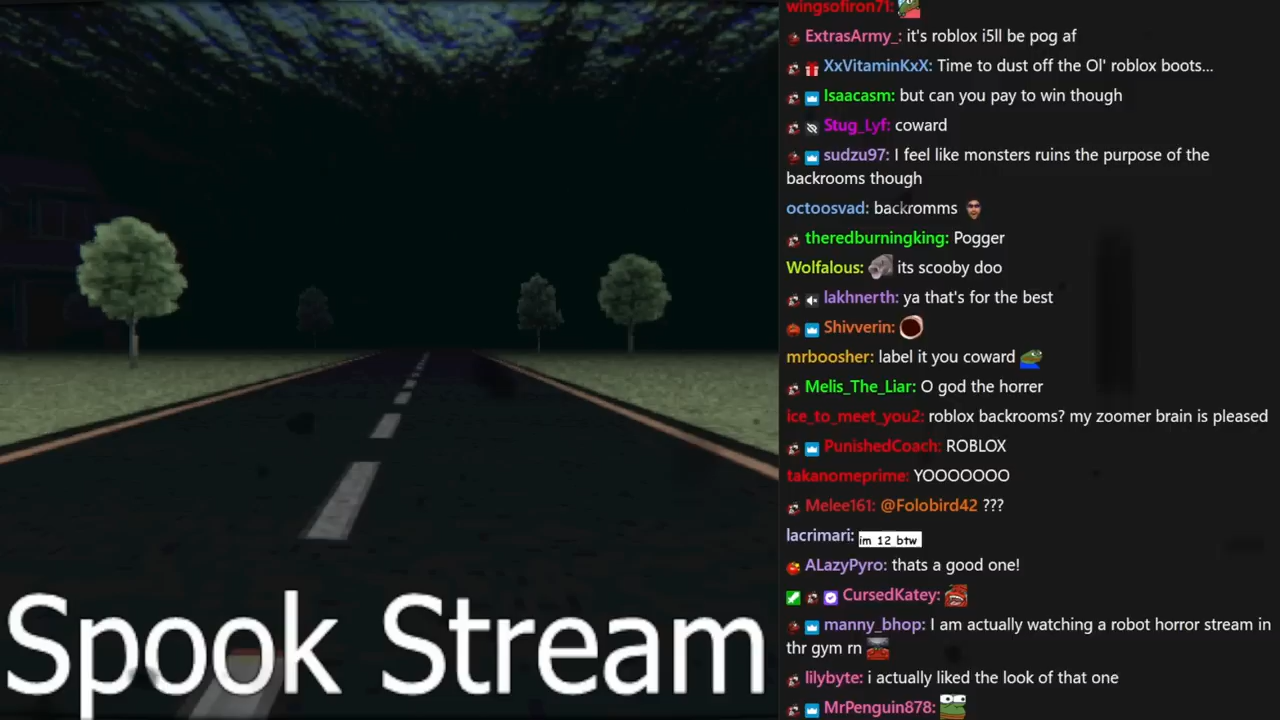 wingsofiron71:
ExtrasArmy_: it's roblox i5ll be pog af
XxVitaminKxX: Time to dust off the Ol' roblox boots...
Isaacasm: but can you pay to win though
Stug_Lyf: coward
sudzu97: I feel like monsters ruins the purpose of the
backrooms though
octoosvad: backromms
theredburningking: Pogger
Wolfalous: its scooby doo
lakhnerth: ya that's for the best
Shivverin:
mrboosher: label it you coward
Melis_The_Liar: O god the horrer
ice_to_meet_you2: roblox backrooms? my zoomer brain is pleased
PunishedCoach: ROBLOX
takanomeprime: YOOOOOOO
Melee161: @Folobird42 ???
lacrimari: im 12 btw
ALazyPyro: thats a good one!
CursedKatey:
manny_bhop: I am actually watching a robot horror stream in
thr gym rn
lilybyte: i actually liked the look of that one
MrPenguin878:
Spook Stream